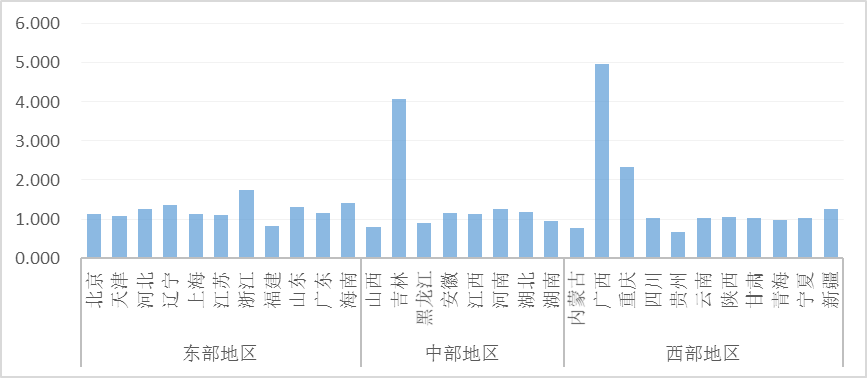 6.000
5.000
4.000
3.000
2.000
1.000
0.000
北京
天津
河北
辽宁
上海
江苏
浙江
福建
山东
广东
海南
山西
吉林
黑龙江
安徽
江西
河南
湖北
湖南
内蒙古
广西
重庆
四川
贵州
云南
陕西
甘肃
青海
宁夏
新疆
东部地区
中部地区
西部地区